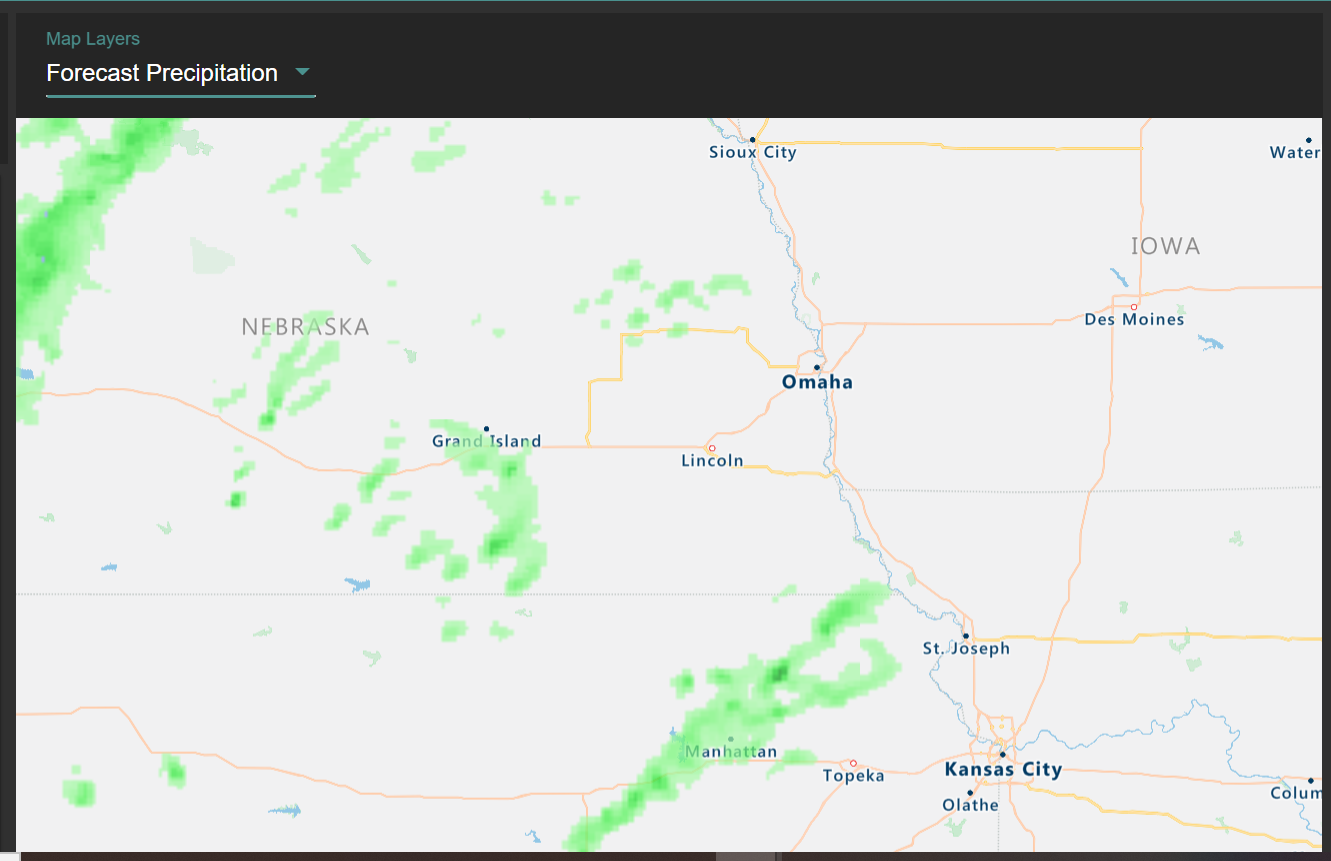 Map Layers
Forecast Precipitation
Sioux City
Water
IOWA
Des Moines
NEBRASKA
Omaha
Grand Island
Lincoln
St. Joseph
Manhattan
Topeka
Kansas City
Olathe
Colum